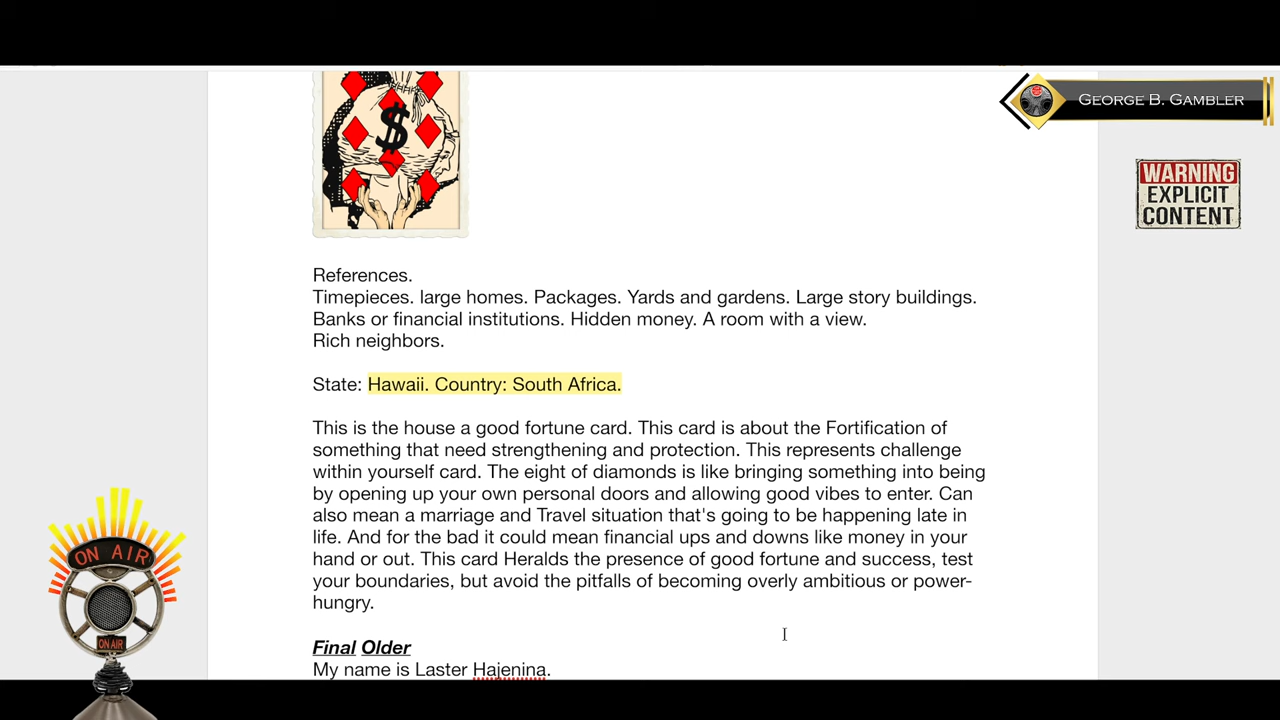 GEORGE B. GAMBLER
WARNING
EXPLICIT
CONTENT
$
References.
Timepieces. large homes. Packages. Yards and gardens. Large story buildings.
Banks or financial institutions. Hidden money. A room with a view.
Rich neighbors.
State: Hawaii. Country: South Africa.
This is the house a good fortune card. This card is about the Fortification of
something that need strengthening and protection. This represents challenge
within yourself card. The eight of diamonds is like bringing something into being
by opening up your own personal doors and allowing good vibes to enter. Can
also mean a marriage and Travel situation that's going to be happening late in
life. And for the bad it could mean financial ups and downs like money in your
hand or out. This card Heralds the presence of good fortune and success, test
your boundaries, but avoid the pitfalls of becoming overly ambitious or power-
hungry.
Final Older
My name is Laster Hajenina.
ON AIR
ON AIR